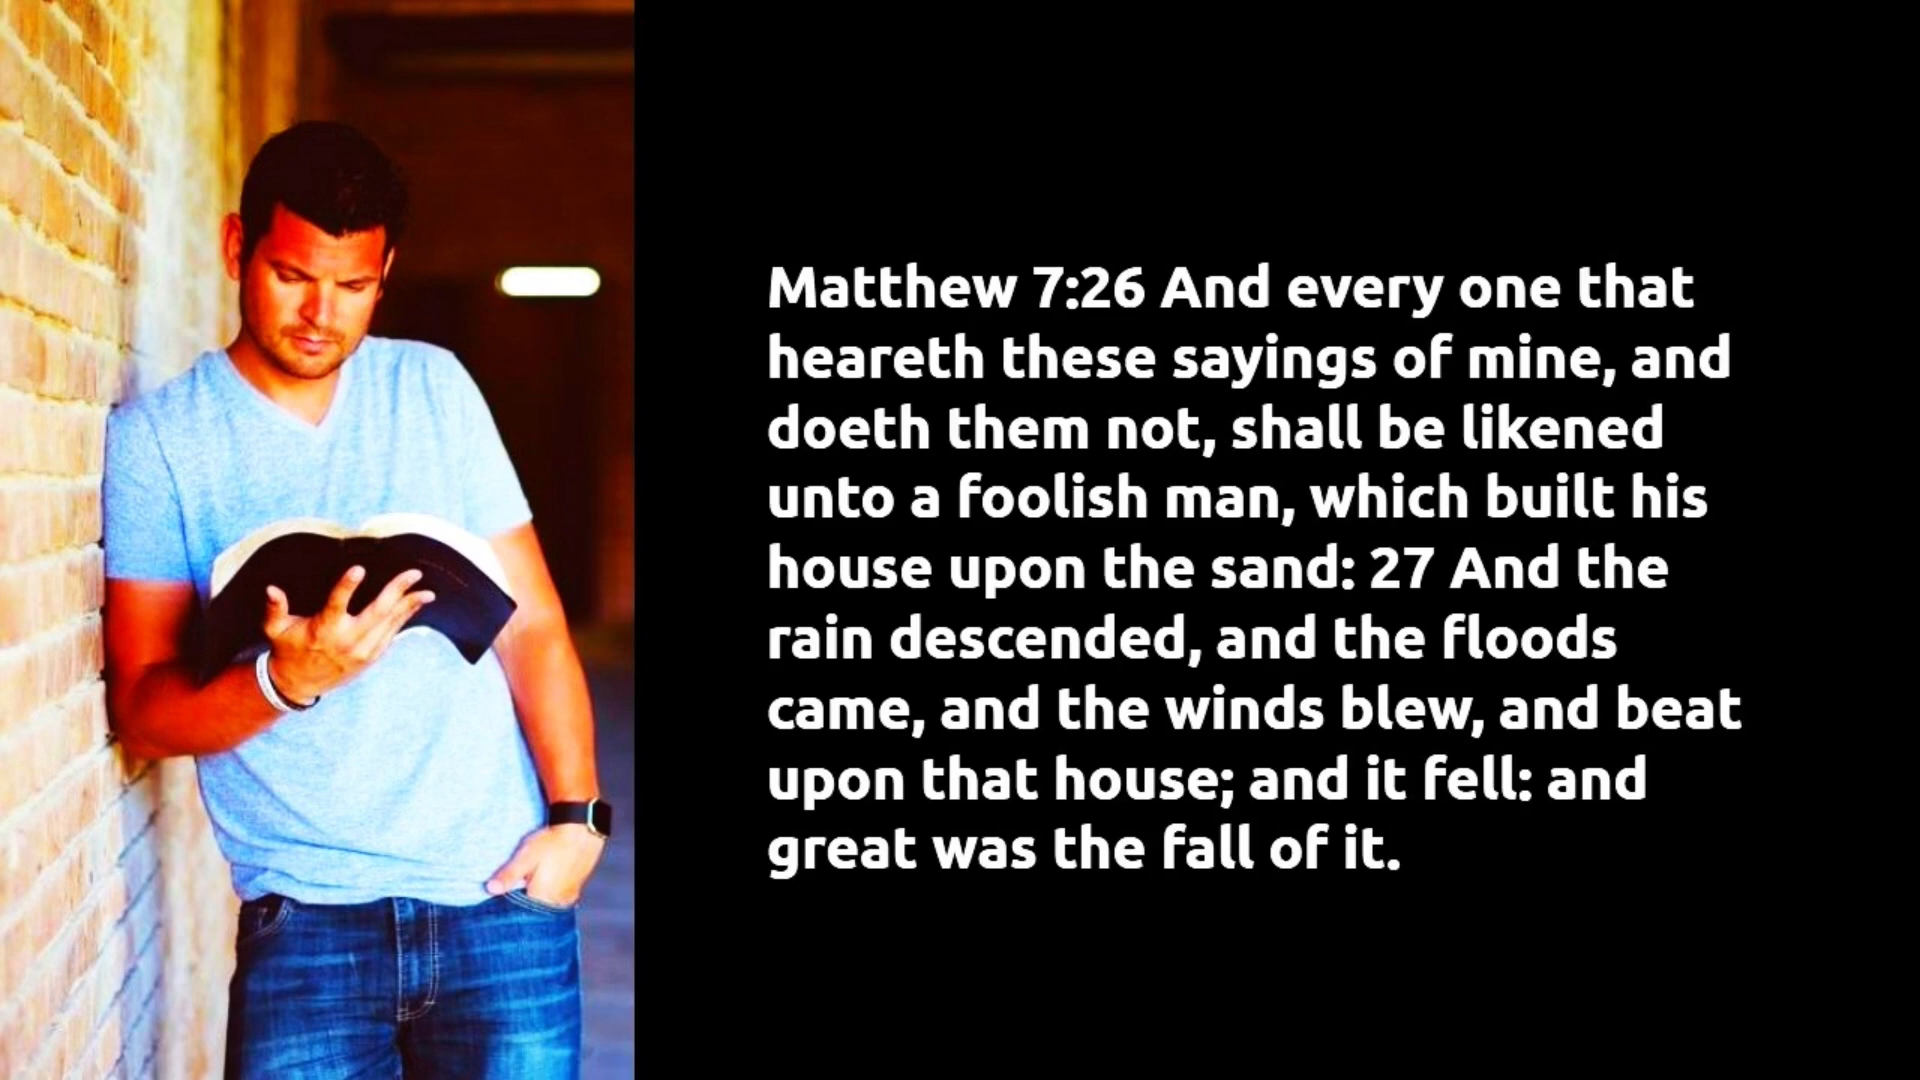 Matthew 7:26 And every one that
heareth these sayings of mine, and
doeth them not, shall be likened
unto a foolish man, which built his
house upon the sand: 27 And the
rain descended, and the floods
came, and the winds blew, and beat
upon that house; and it fell: and
great was the fall of it.